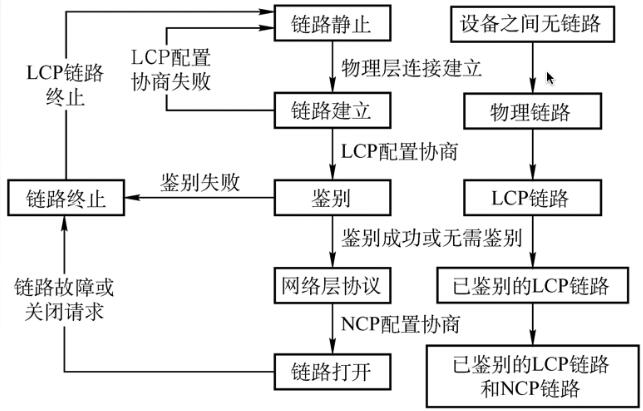 链路静止
设备之间无链路
LCP链路
终止
LCP配置
协商失败
物理层连接建立
链路建立
物理链路
LCP配置协商
链路终止
鉴别失败
鉴别
LCP链路
鉴别成功或无需鉴别
链路故障或
关闭请求
网络层协议
已鉴别的LCP链路
NCP配置协商
链路打开
已鉴别的LCP链路
和NCP链路